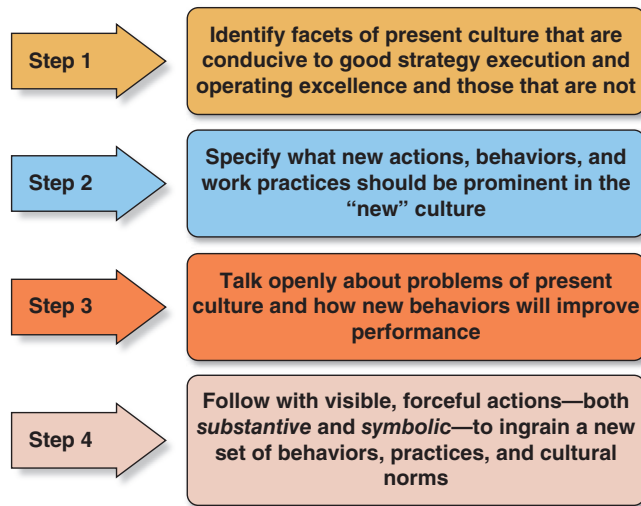 Step 1
Identify facets of present culture that are
conducive to good strategy execution and
operating excellence and those that are not
Step 2
Specify what new actions, behaviors, and
work practices should be prominent in the
“new” culture
Step 3
Talk openly about problems of present
culture and how new behaviors will improve
performance
Step 4
Follow with visible, forceful actions—both
substantive and symbolic—to ingrain a new
set of behaviors, practices, and cultural
norms